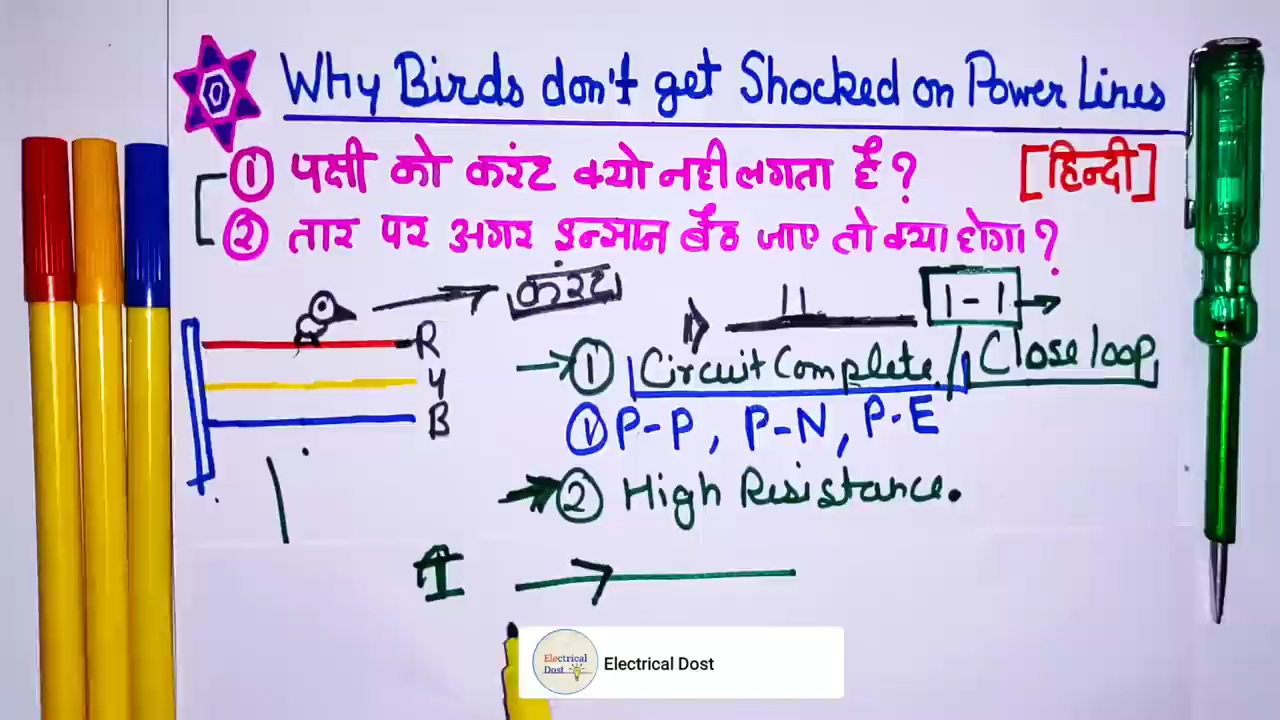 Why Birds don't get Shocked on Power Lines
① पक्षी को करंट क्यो नही लगता है ?
[हिन्दी]
② तार पर अगर इन्सान बैठ जाए तो क्या होगा ?
करंट
1-1
R
Y
B
→① Circuit Complete / Close loop
① P-P, P-N, P-E
→② High Resistance.
I
Electrical Dost
Electrical Dost